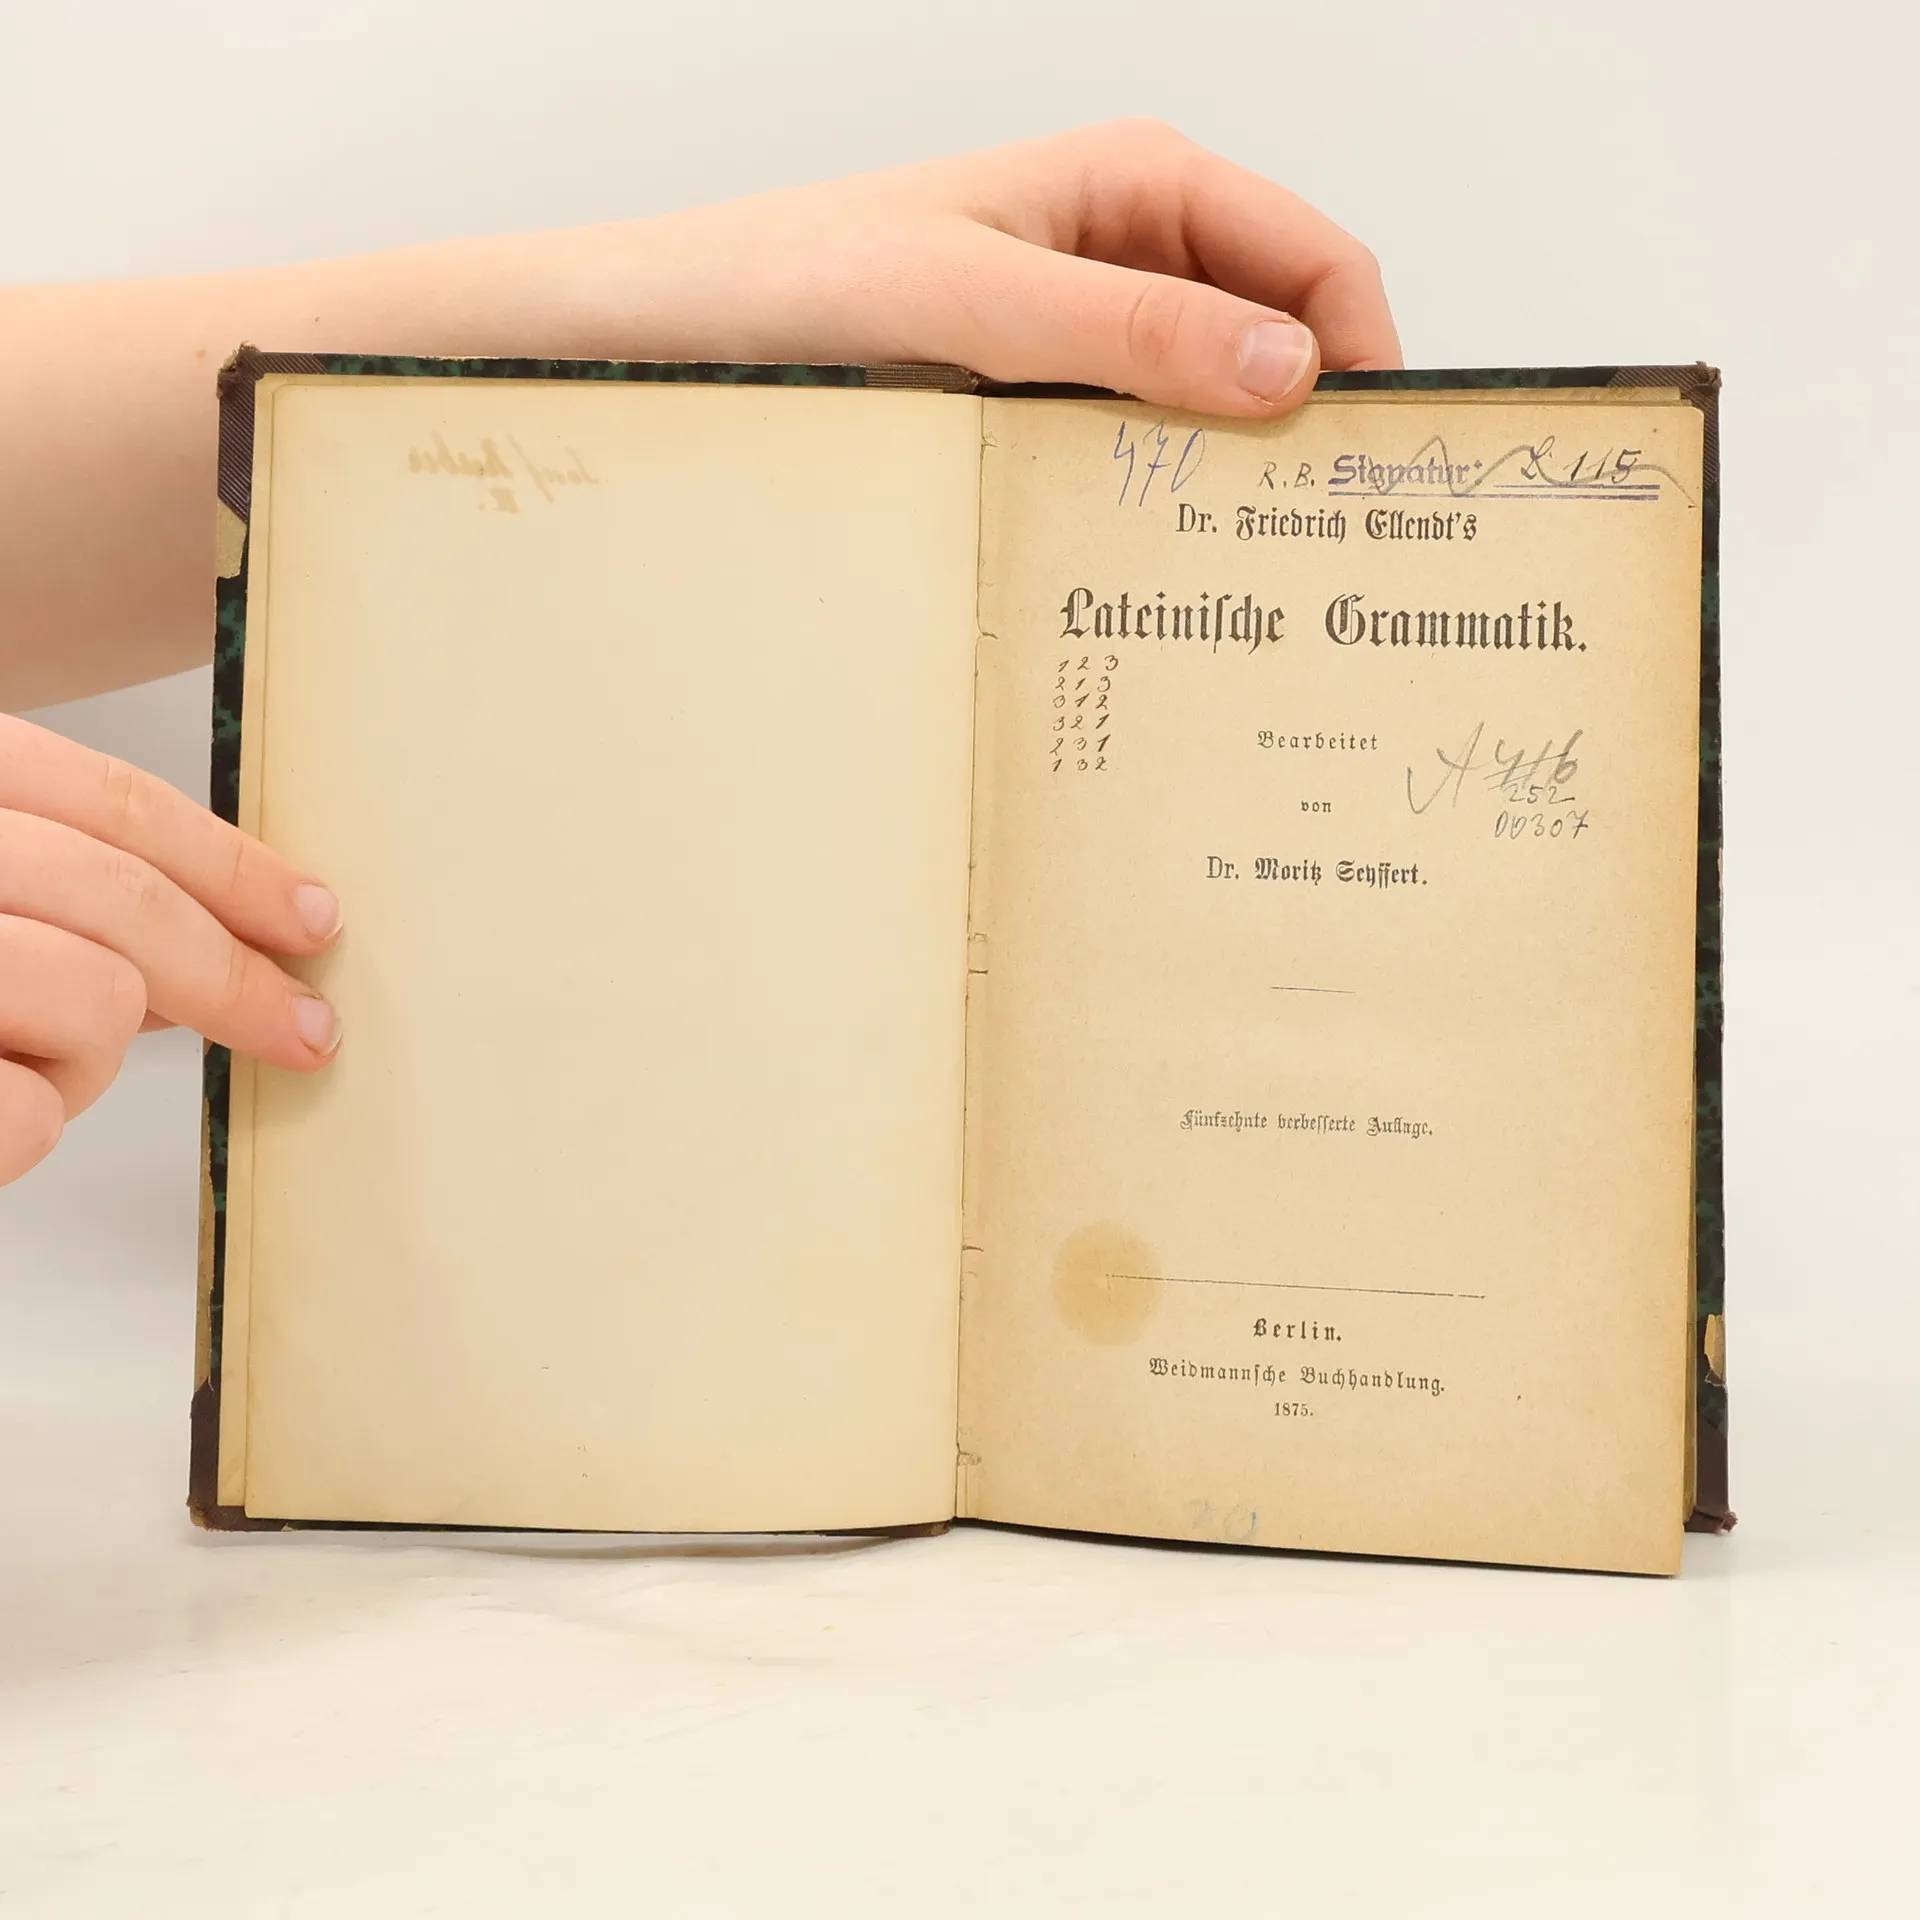 470
R. B. Signatur: L 115
Dr. Friedrich Ellendt's
Lateinische Grammatik.
1 2 3
2 1 3
3 1 2
3 2 1
2 3 1
1 3 2
Bearbeitet
A 416
252
von
00307
Dr. Moritz Seyffert.
Fünfzehnte verbesserte Auflage.
Berlin.
Weidmannsche Buchhandlung.
1875.
70